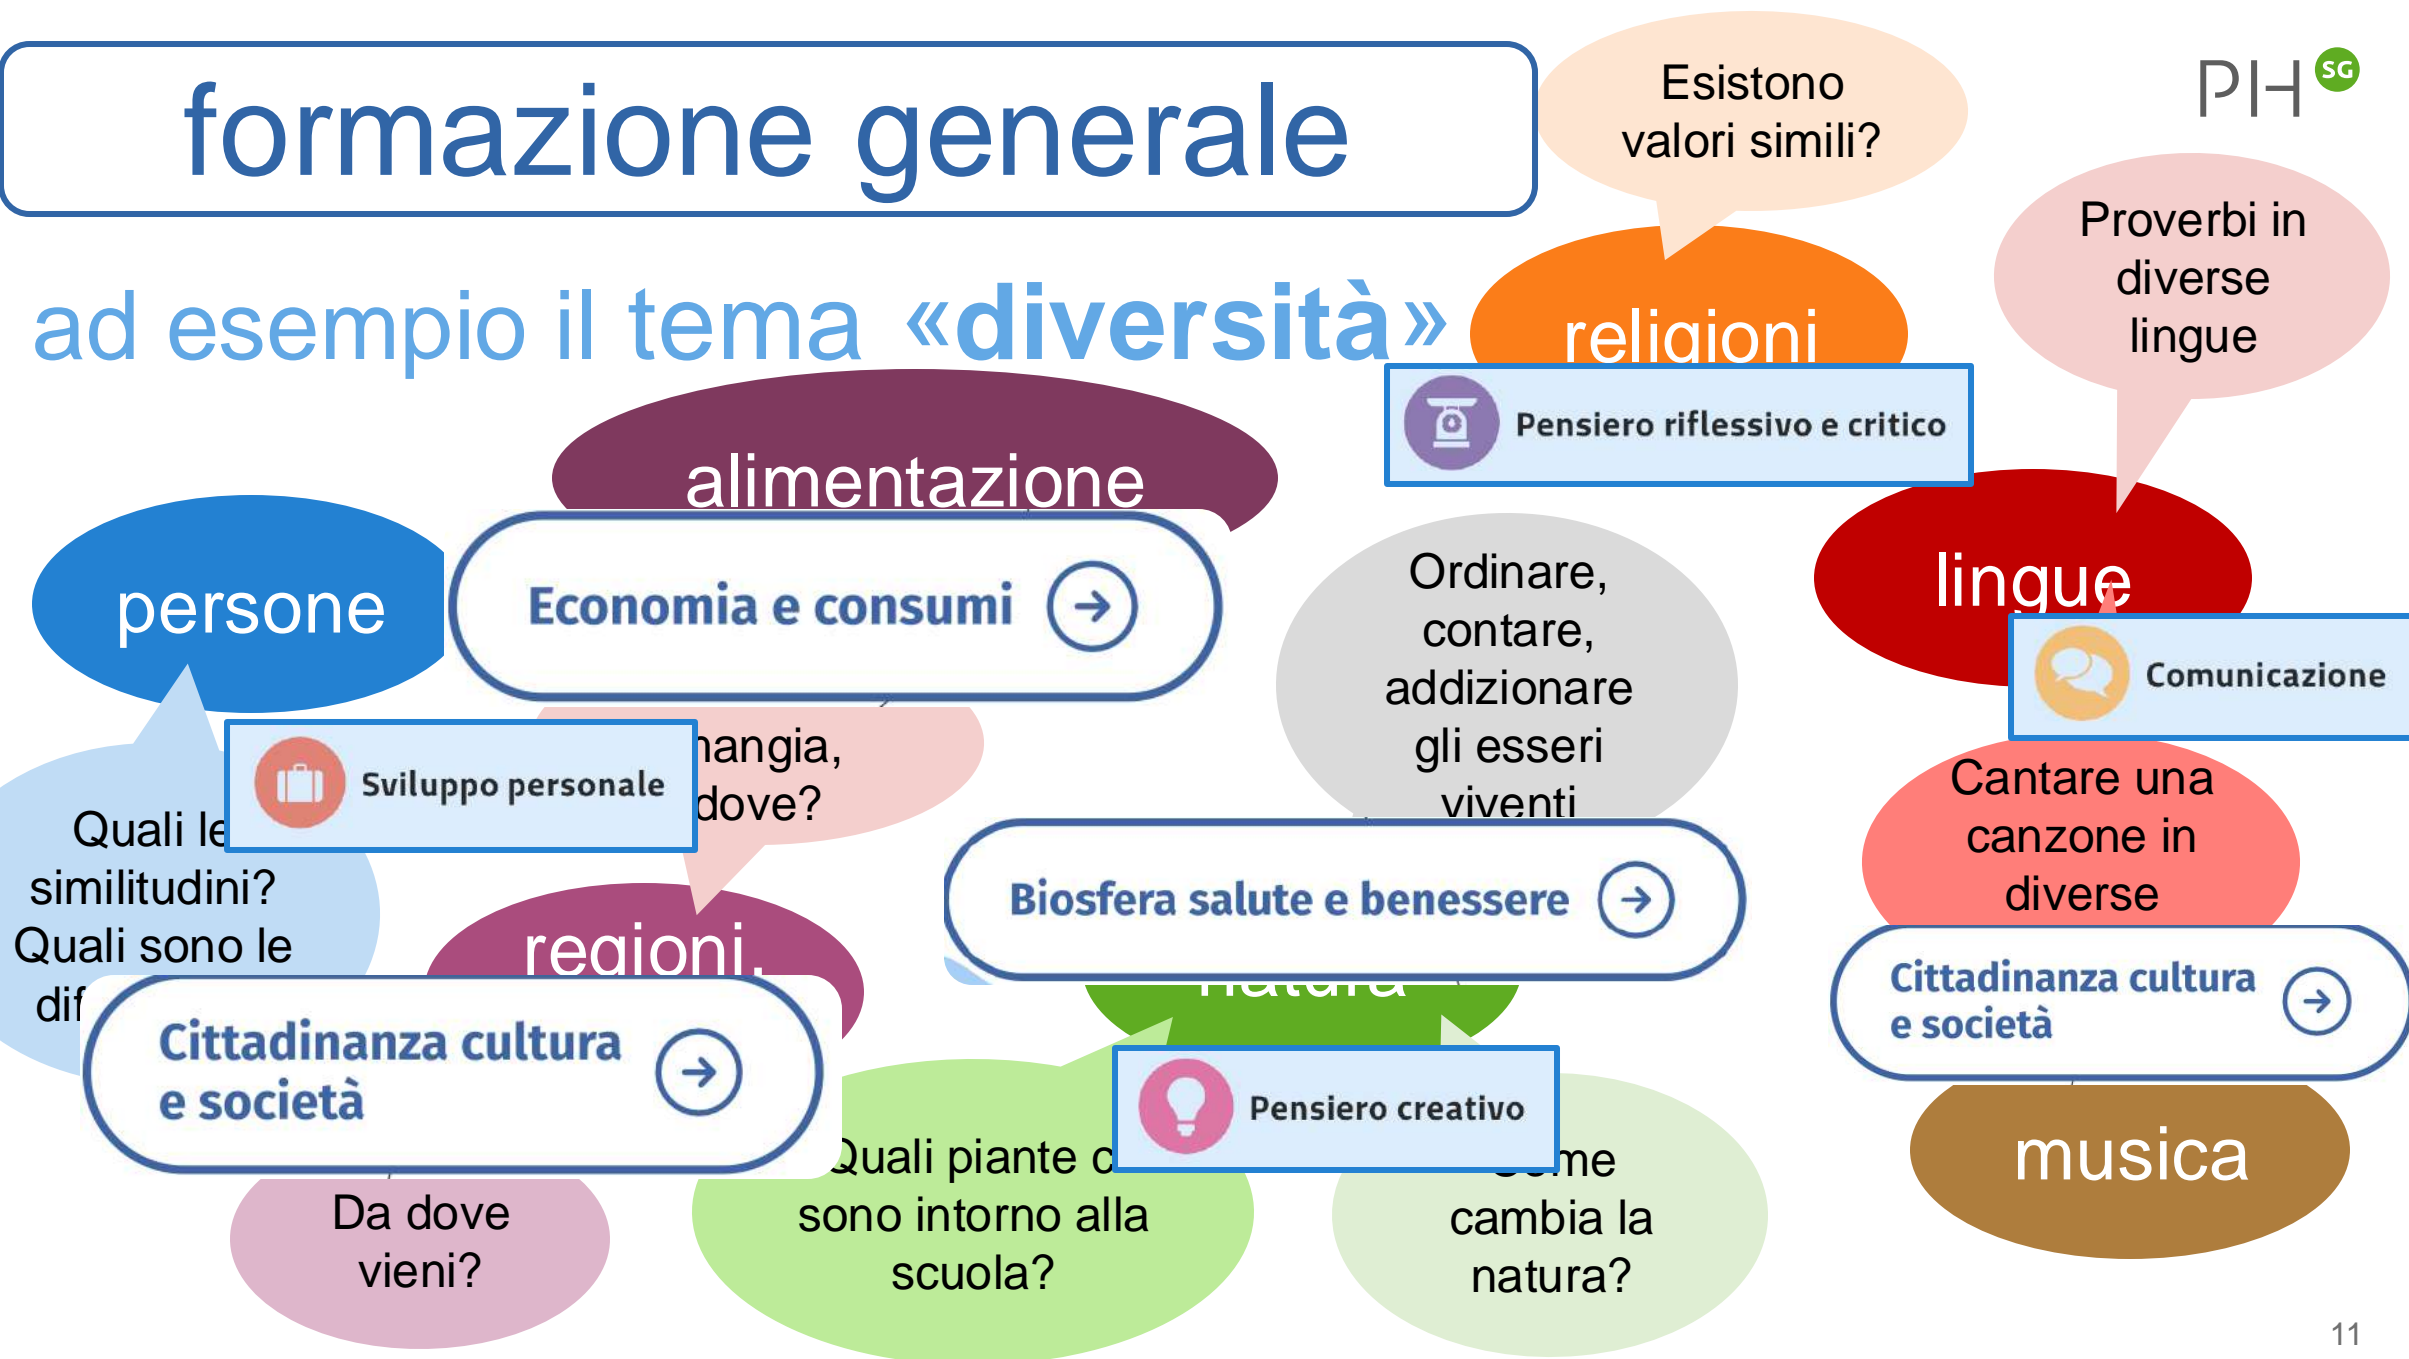 formazione generale
Esistono
valori simili?
PH SG
Proverbi in
diverse
lingue
ad esempio il tema «diversità»
religioni
Pensiero riflessivo e critico
alimentazione
persone
Economia e consumi
Ordinare,
contare,
addizionare
gli esseri
viventi
lingue
Comunicazione
Sviluppo personale
dove?
Quali
similitudini?
Quali sono le
Cantare una
canzone in
diverse
Biosfera salute e benessere
regioni,
Cittadinanza cultura
e società
natura
Cittadinanza cultura
e società
Pensiero creativo
Da dove
vieni?
Quali piante
sono intorno alla
scuola?
cambia la
natura?
musica
11